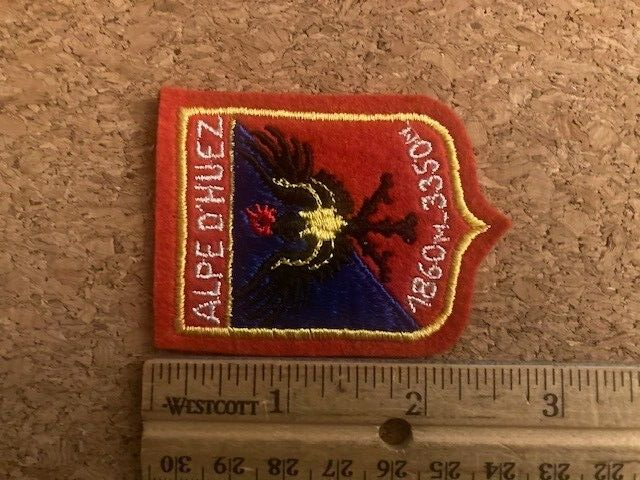 ALPE D'HUEZ
1860m_3350m
WESTCOTT
1 2 3
30 29 28 27 26 25 24 23 22